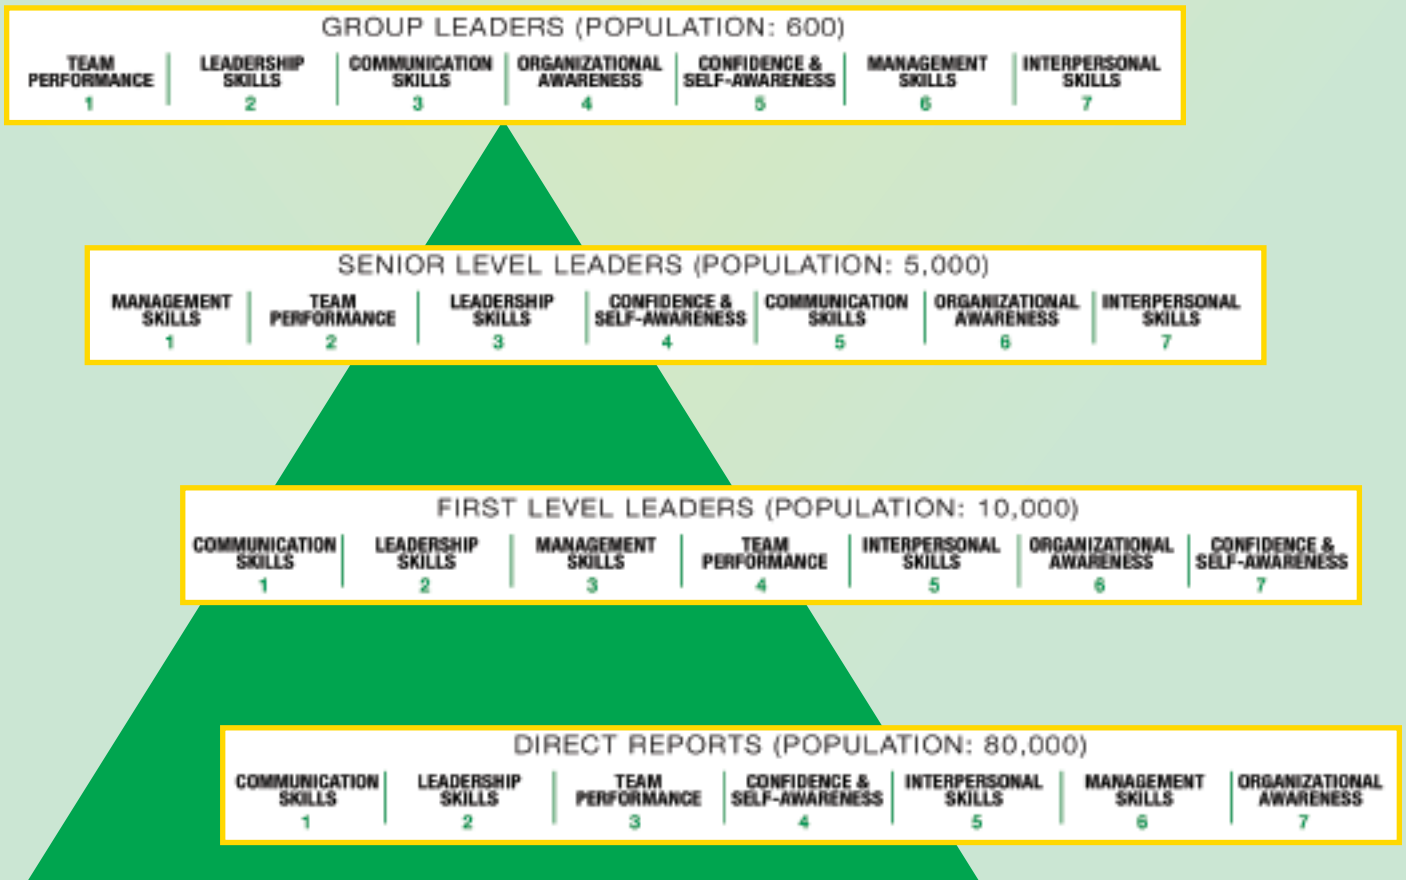 GROUP LEADERS (POPULATION: 600)
TEAM PERFORMANCE 1
LEADERSHIP SKILLS 2
COMMUNICATION SKILLS 3
ORGANIZATIONAL AWARENESS 4
CONFIDENCE & SELF-AWARENESS 5
MANAGEMENT SKILLS 6
INTERPERSONAL SKILLS 7
SENIOR LEVEL LEADERS (POPULATION: 5,000)
MANAGEMENT SKILLS 1
TEAM PERFORMANCE 2
LEADERSHIP SKILLS 3
CONFIDENCE & SELF-AWARENESS 4
COMMUNICATION SKILLS 5
ORGANIZATIONAL AWARENESS 6
INTERPERSONAL SKILLS 7
FIRST LEVEL LEADERS (POPULATION: 10,000)
COMMUNICATION SKILLS 1
LEADERSHIP SKILLS 2
MANAGEMENT SKILLS 3
TEAM PERFORMANCE 4
INTERPERSONAL SKILLS 5
ORGANIZATIONAL AWARENESS 6
CONFIDENCE & SELF-AWARENESS 7
DIRECT REPORTS (POPULATION: 80,000)
COMMUNICATION SKILLS 1
LEADERSHIP SKILLS 2
TEAM PERFORMANCE 3
CONFIDENCE & SELF-AWARENESS 4
INTERPERSONAL SKILLS 5
MANAGEMENT SKILLS 6
ORGANIZATIONAL AWARENESS 7